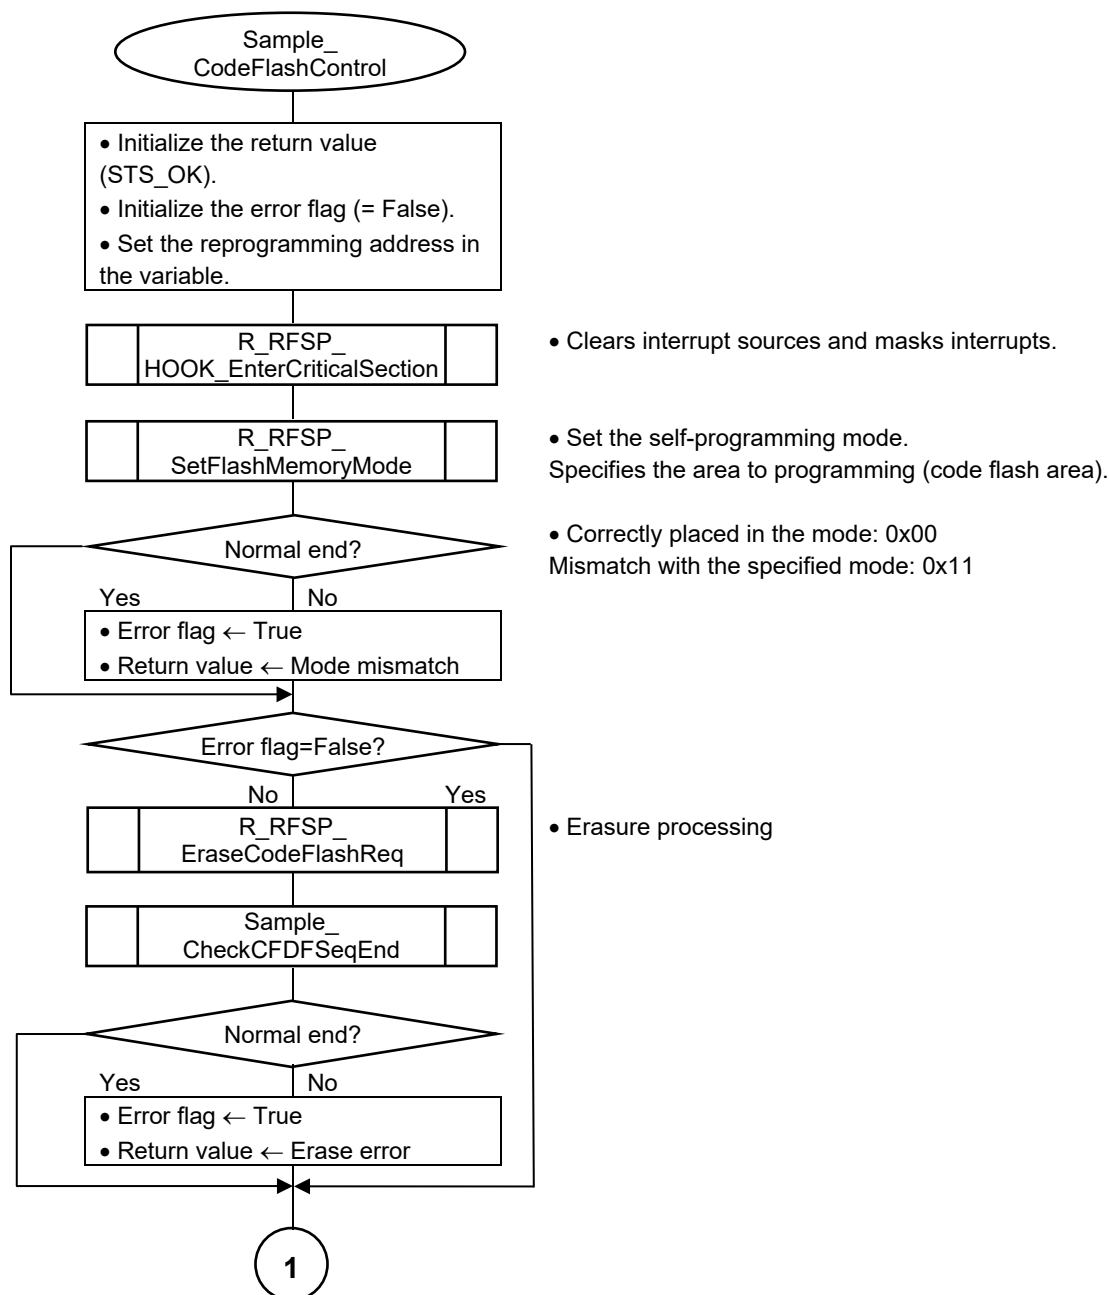 Sample_
CodeFlashControl
• Initialize the return value
(STS_OK).
• Initialize the error flag (= False).
• Set the reprogramming address in
the variable.
R_RFSP_
HOOK_EnterCriticalSection
• Clears interrupt sources and masks interrupts.
R_RFSP_
SetFlashMemoryMode
• Set the self-programming mode.
Specifies the area to programming (code flash area).
Normal end?
• Correctly placed in the mode: 0x00
Mismatch with the specified mode: 0x11
Yes No
• Error flag ← True
• Return value ← Mode mismatch
Error flag=False?
No Yes
R_RFSP_
EraseCodeFlashReq
• Erasure processing
Sample_
CheckCFDFSeqEnd
Normal end?
Yes No
• Error flag ← True
• Return value ← Erase error
1